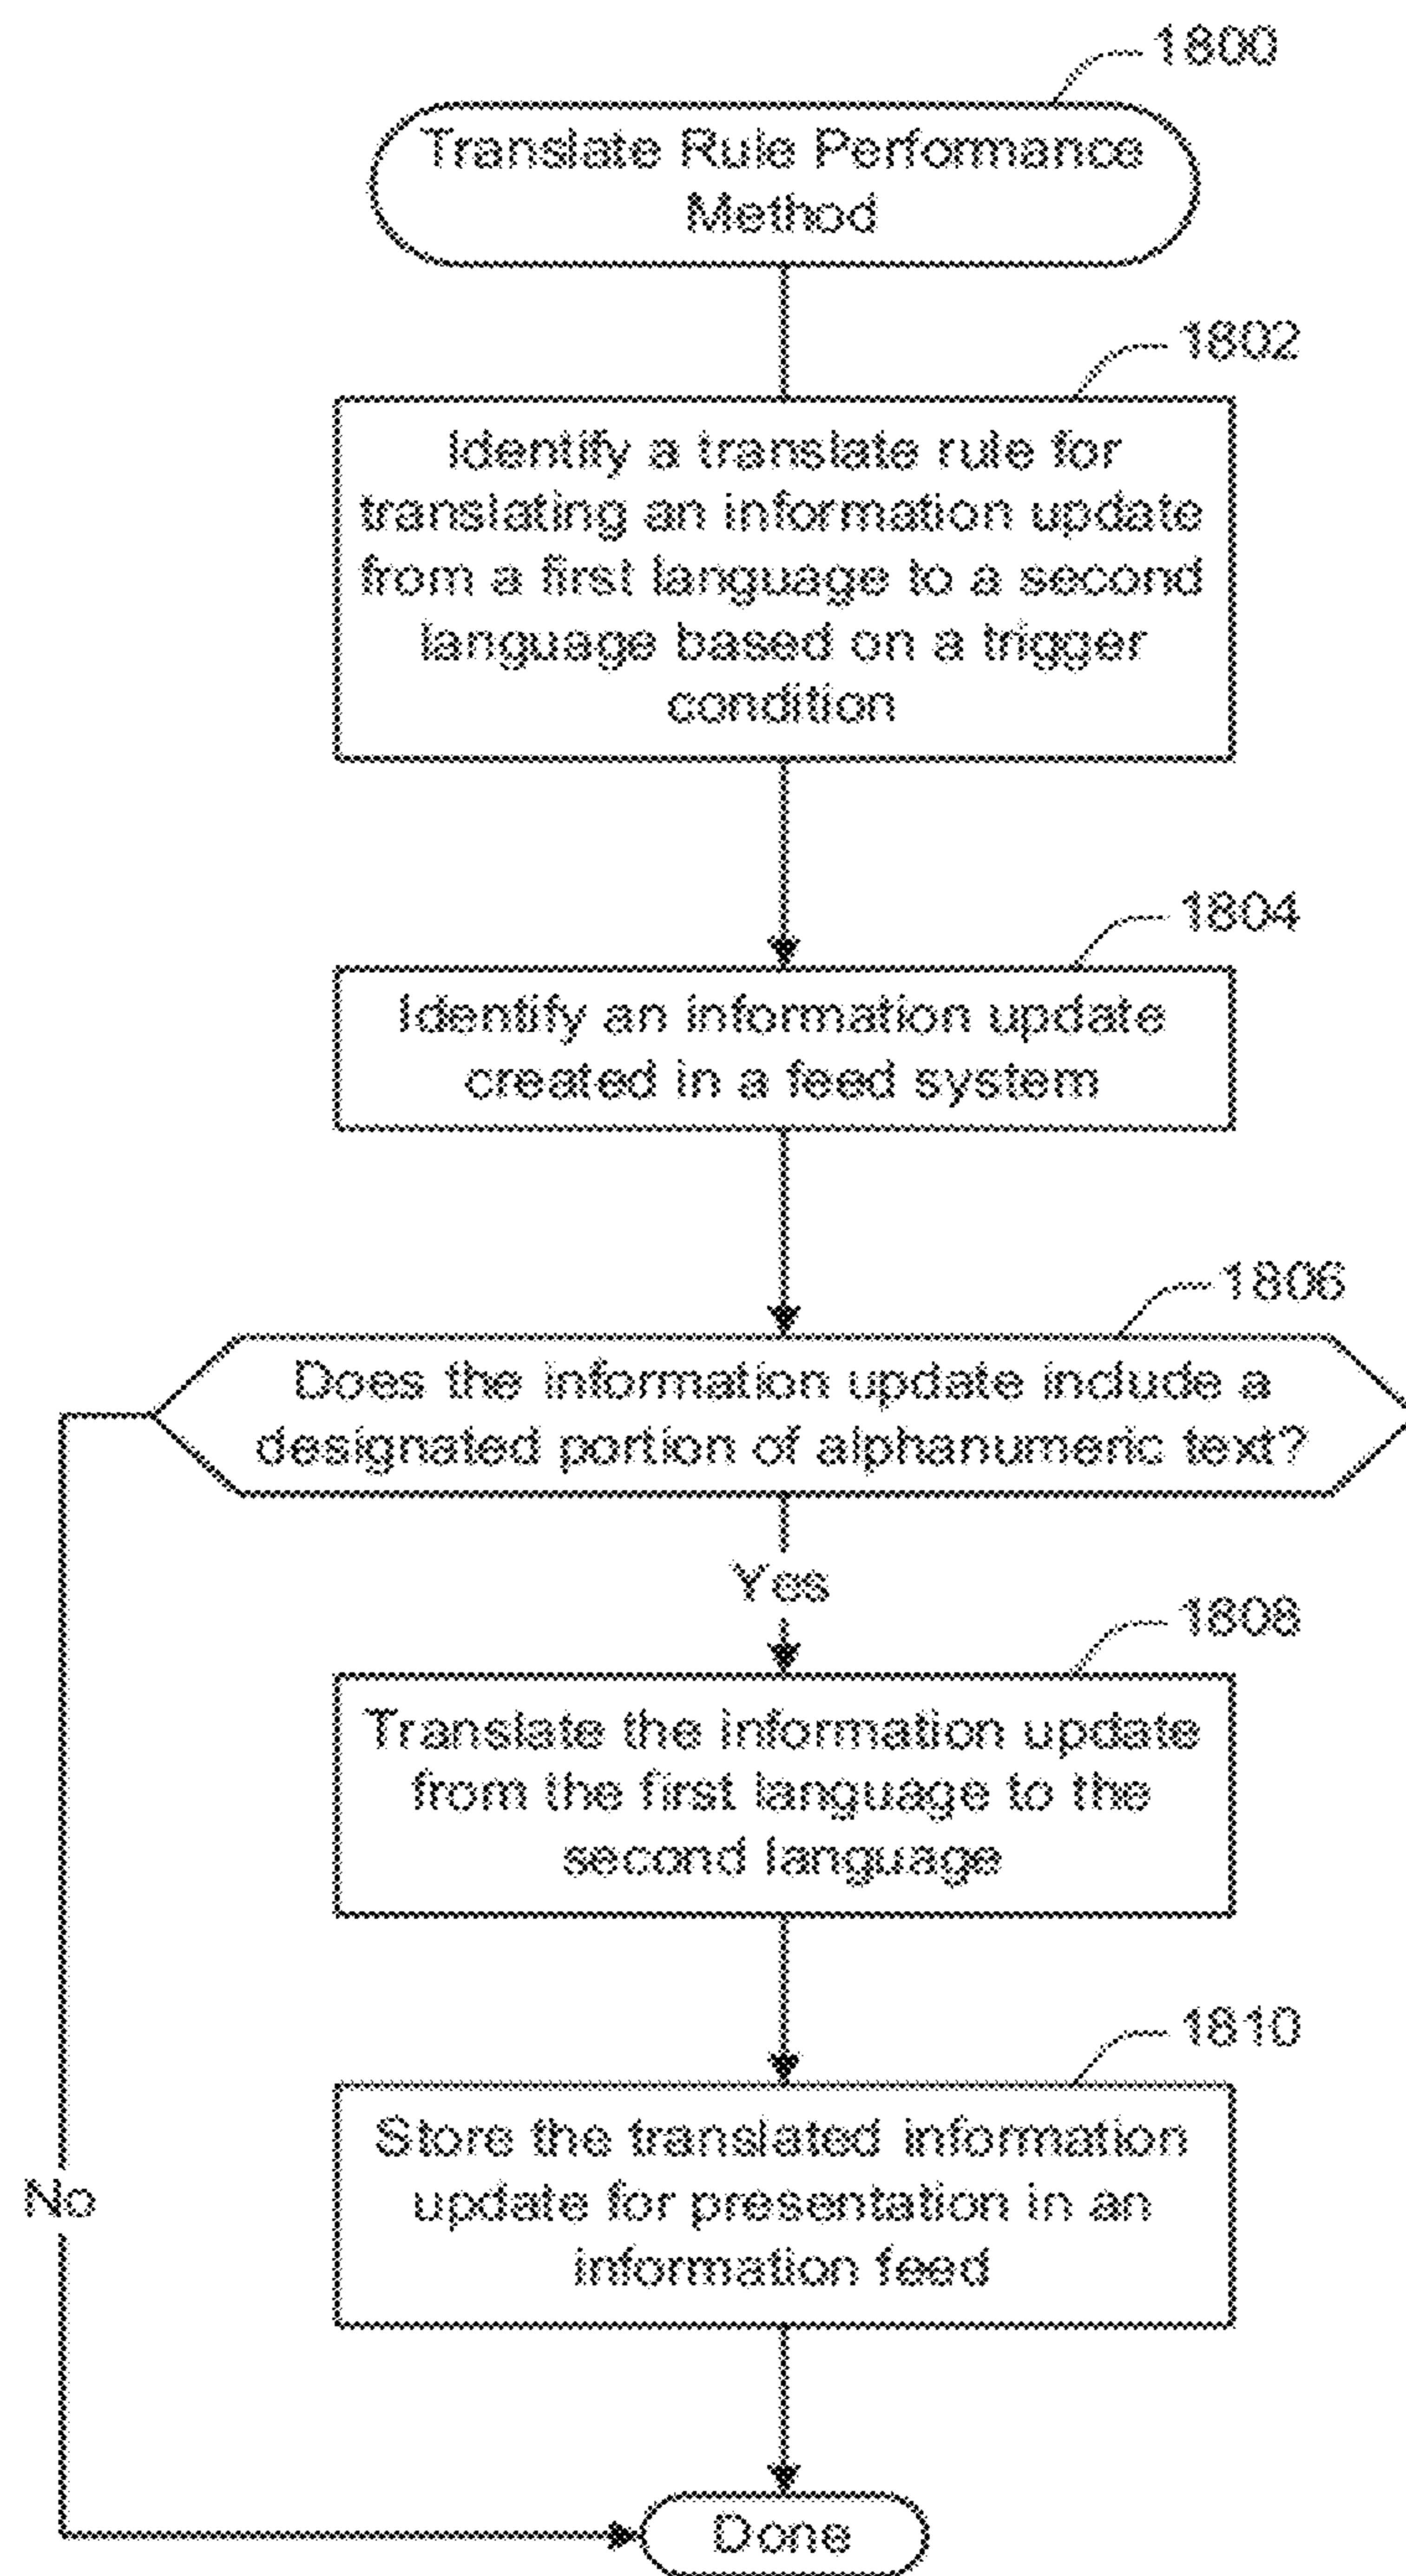 1800
Translate Rule Performance
Method
1802
Identify a translate rule for
translating an information update
from a first language to a second
language based on a trigger
condition
1804
Identify an information update
created in a feed system
1806
Does the information update include a
designated portion of alphanumeric text?
Yes
1808
Translate the information update
from the first language to the
second language
1810
Store the translated information
update for presentation in an
information feed
No
Done